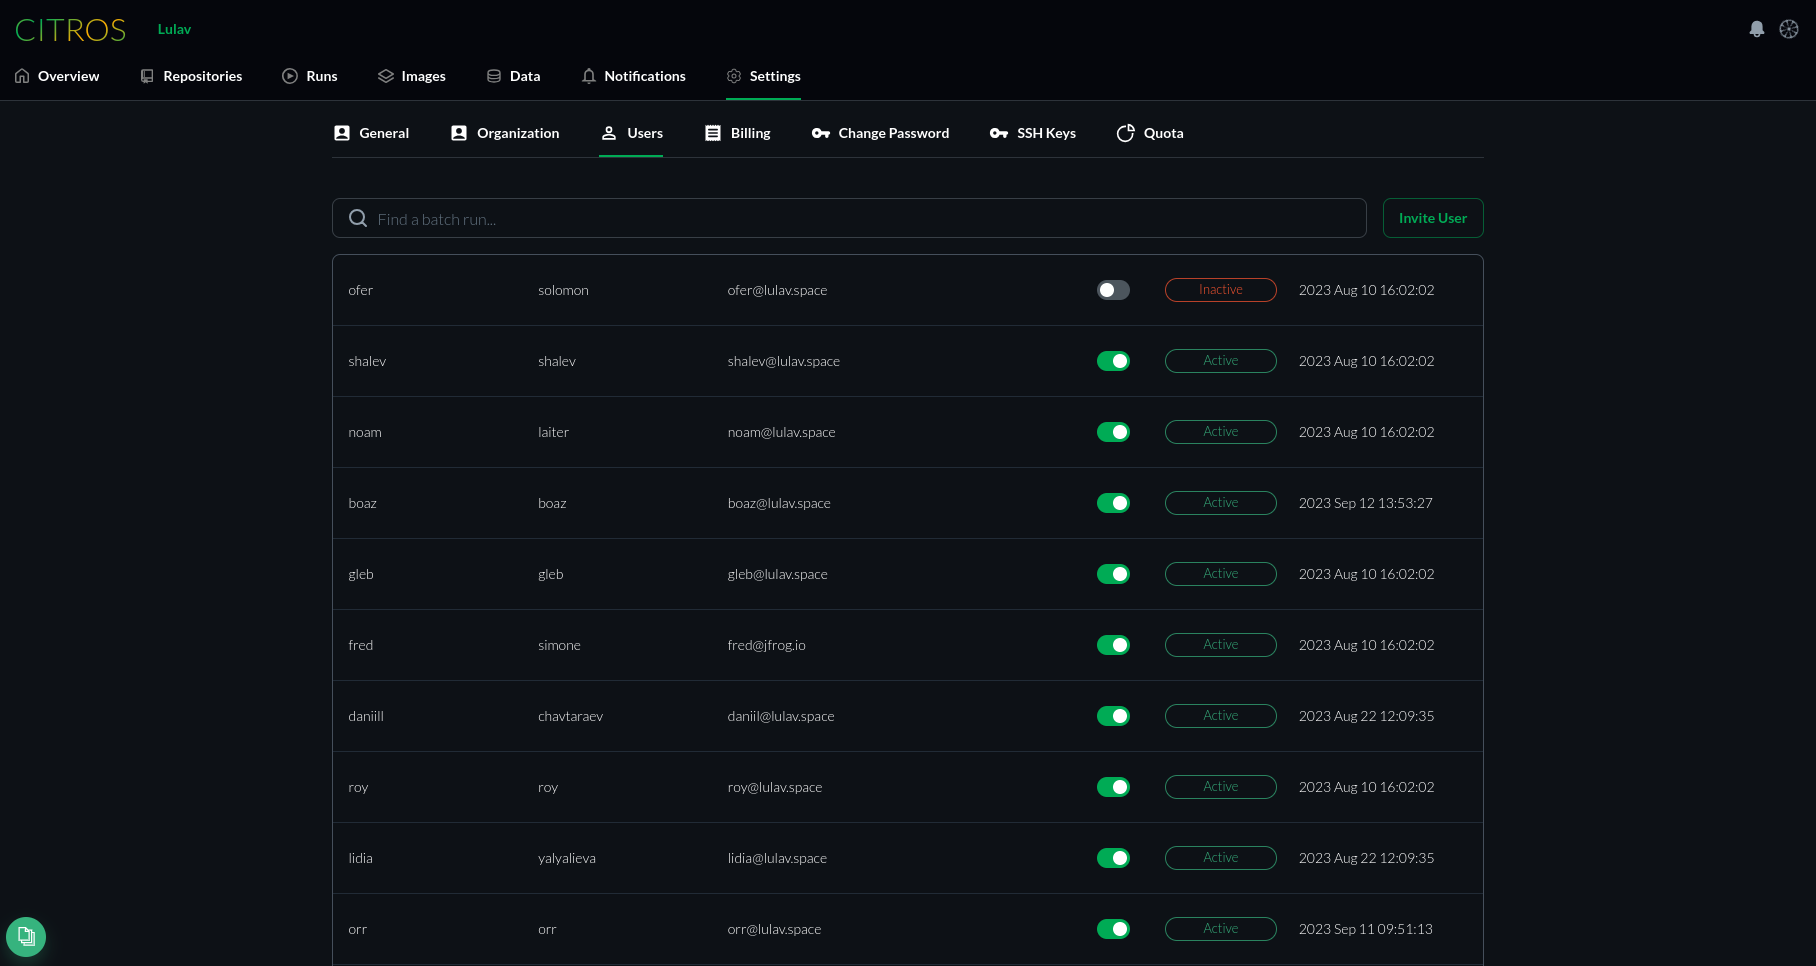 CITROS Lulav
Overview Repositories Runs Images Data Notifications Settings
General Organization Users Billing Change Password SSH Keys Quota
Find a batch run... Invite User
ofer solomon ofer@lulav.space Inactive 2023 Aug 10 16:02:02
shalev shalev shalev@lulav.space Active 2023 Aug 10 16:02:02
noam laiter noam@lulav.space Active 2023 Aug 10 16:02:02
boaz boaz boaz@lulav.space Active 2023 Sep 12 13:53:27
gleb gleb gleb@lulav.space Active 2023 Aug 10 16:02:02
fred simone fred@jfrog.io Active 2023 Aug 10 16:02:02
daniill chavtaraev daniil@lulav.space Active 2023 Aug 22 12:09:35
roy roy roy@lulav.space Active 2023 Aug 10 16:02:02
lidia yalyalieva lidia@lulav.space Active 2023 Aug 22 12:09:35
orr orr orr@lulav.space Active 2023 Sep 11 09:51:13